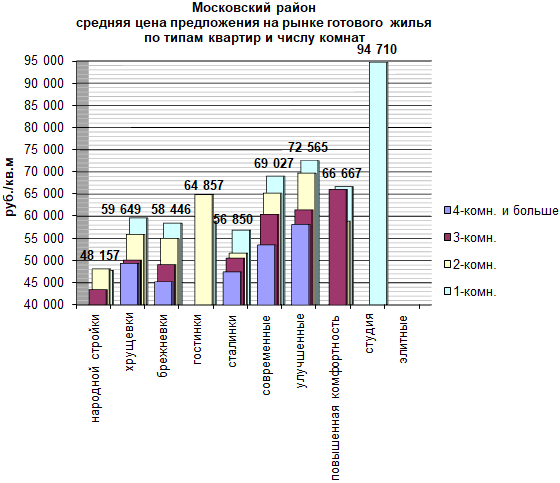 Московский район
средняя цена предложения на рынке готового жилья
по типам квартир и числу комнат
руб./кв.м
95 000
90 000
85 000
80 000
75 000
70 000
65 000
60 000
55 000
50 000
45 000
40 000
48 157
59 649
58 446
64 857
56 850
69 027
72 565
66 667
94 710
народной стройки
хрущевки
брежневки
гостинки
сталинки
современные
улучшенные
повышенная комфортность
студия
элитные
4-комн. и больше
3-комн.
2-комн.
1-комн.